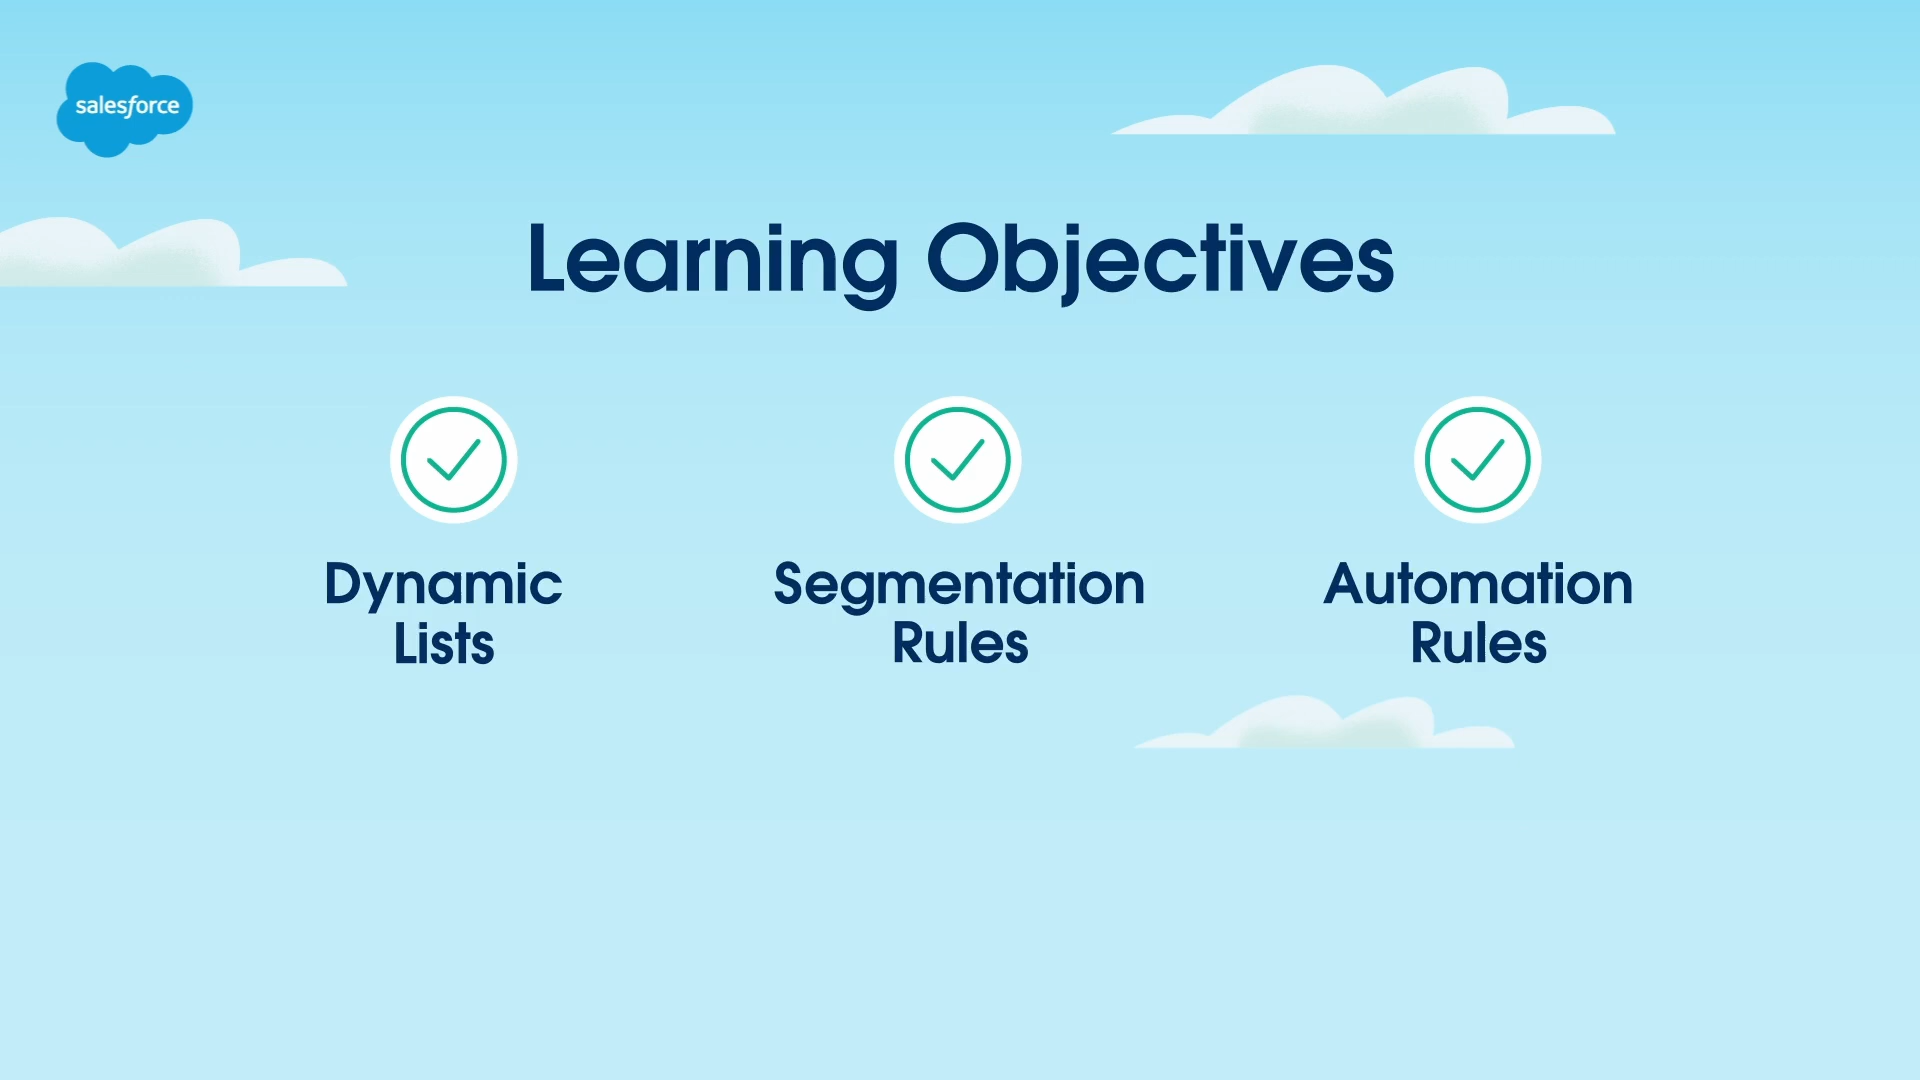 salesforce
Learning Objectives
Dynamic
Lists
Segmentation
Rules
Automation
Rules